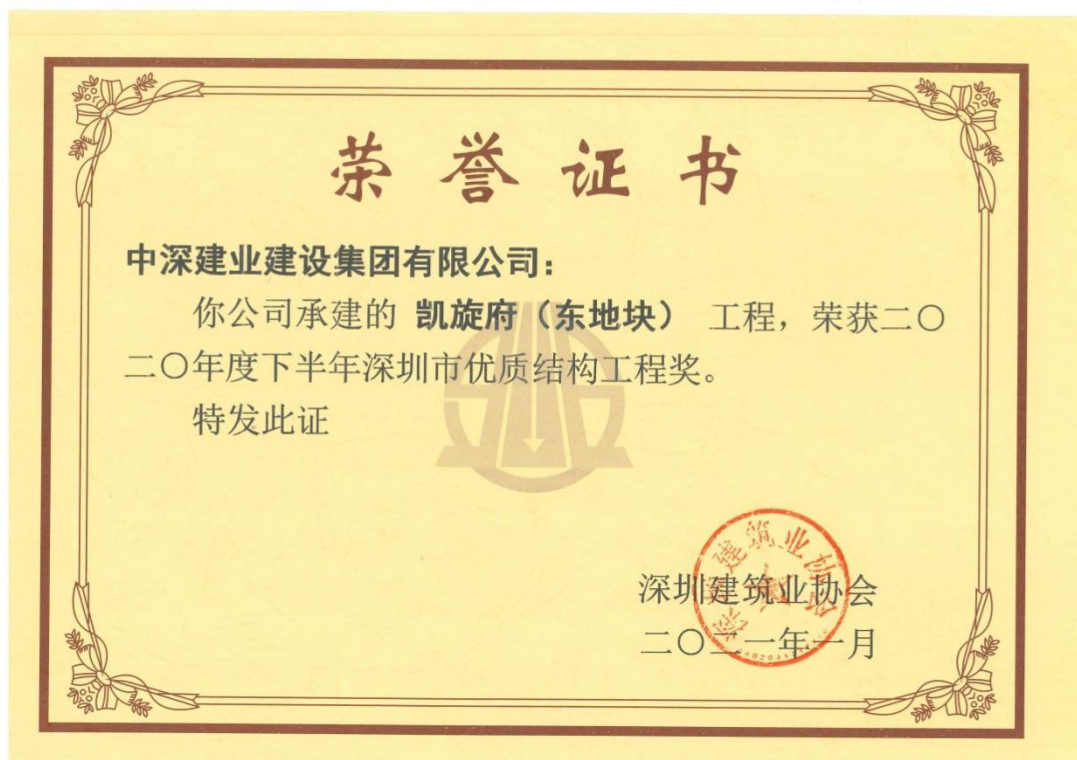 荣誉证书
中深建业建设集团有限公司：
你公司承建的 凯旋府（东地块） 工程，荣获二〇
二〇年度下半年深圳市优质结构工程奖。
特发此证
深圳建筑业协会
二〇二一年一月